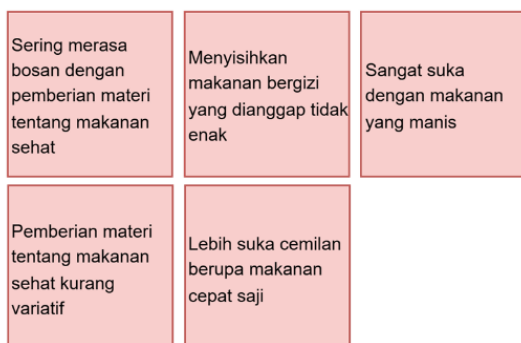 Sering merasa
bosan dengan
pemberian materi
tentang makanan
sehat
Menyisihkan
makanan bergizi
yang dianggap tidak
enak
Sangat suka
dengan makanan
yang manis
Pemberian materi
tentang makanan
sehat kurang
variatif
Lebih suka cemilan
berupa makanan
cepat saji